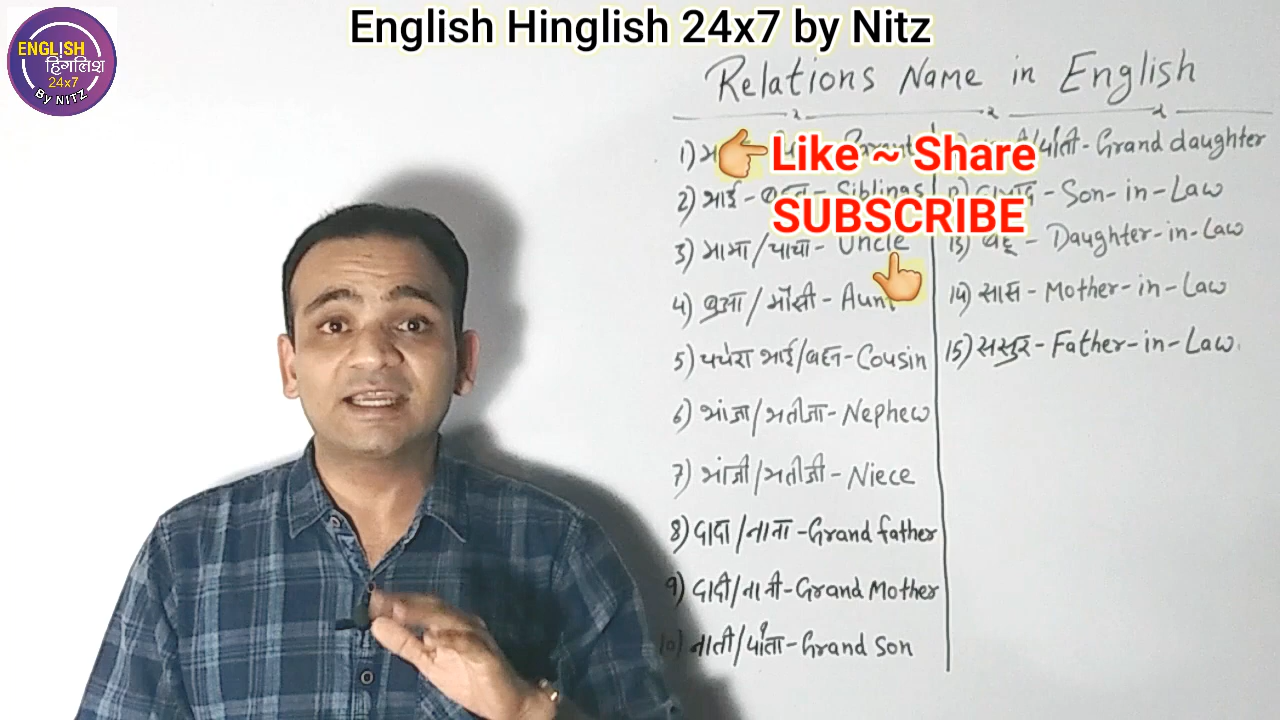 English Hinglish 24x7 by Nitz
ENGLISH
हिंगलिश
24x7
By NITZ
Relations Name in English
1)
2) भाई - बहन - Siblings
3) मामा/चाचा - Uncle
4) बुआ/मौसी - Aunt
5) चचेरा भाई/बहन - Cousin
6) भांजा/भतीजा - Nephew
7) भांजी/भतीजी - Niece
8) दादा/नाना - Grand father
9) दादी/नानी - Grand Mother
10) नाती/पोता - Grand Son
पोती - Grand daughter
Son-in-Law
13) बहू - Daughter-in-Law
14) सास - Mother-in-Law
15) ससुर - Father-in-Law.
👉 Like ~ Share
SUBSCRIBE
👆